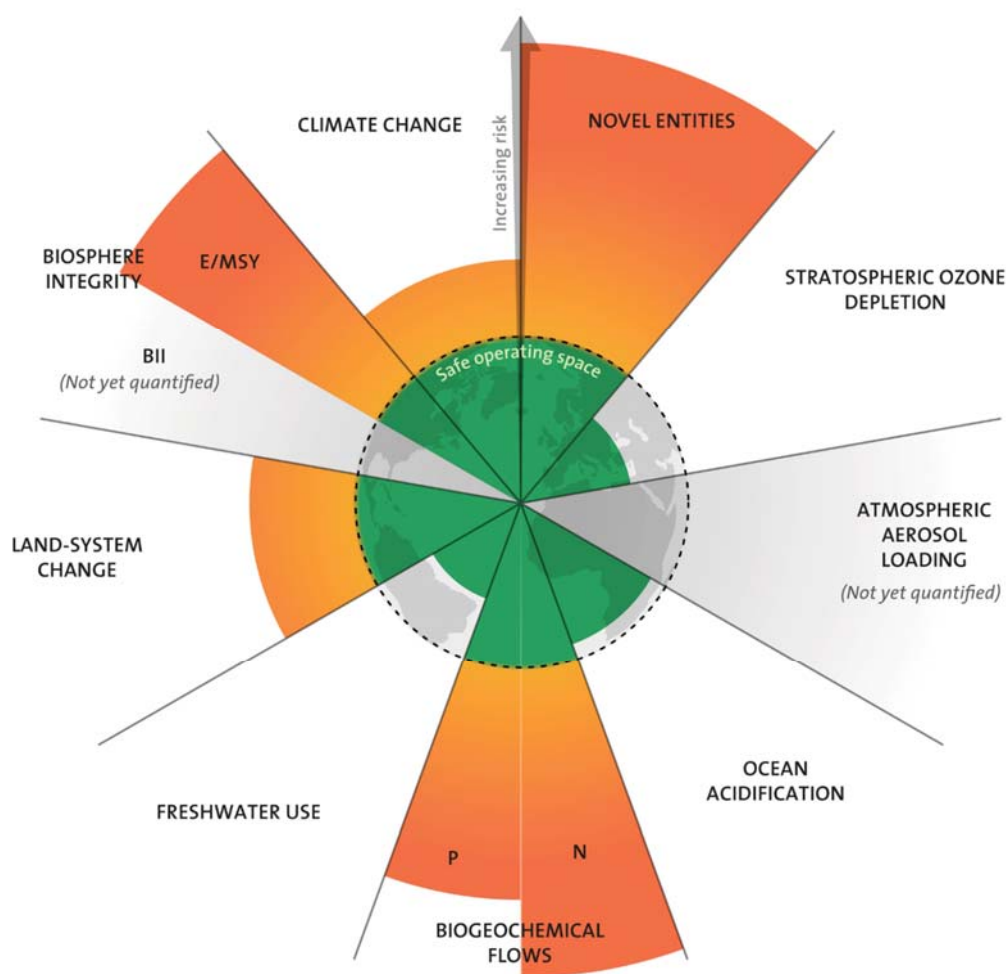 CLIMATE CHANGE
Increasing risk
NOVEL ENTITIES
STRATOSPHERIC OZONE
DEPLETION
BIOSPHERE
INTEGRITY
E/MSY
BII
(Not yet quantified)
Safe operating space
ATMOSPHERIC
AEROSOL
LOADING
(Not yet quantified)
LAND-SYSTEM
CHANGE
OCEAN
ACIDIFICATION
FRESHWATER USE
P
N
BIOGEOCHEMICAL
FLOWS